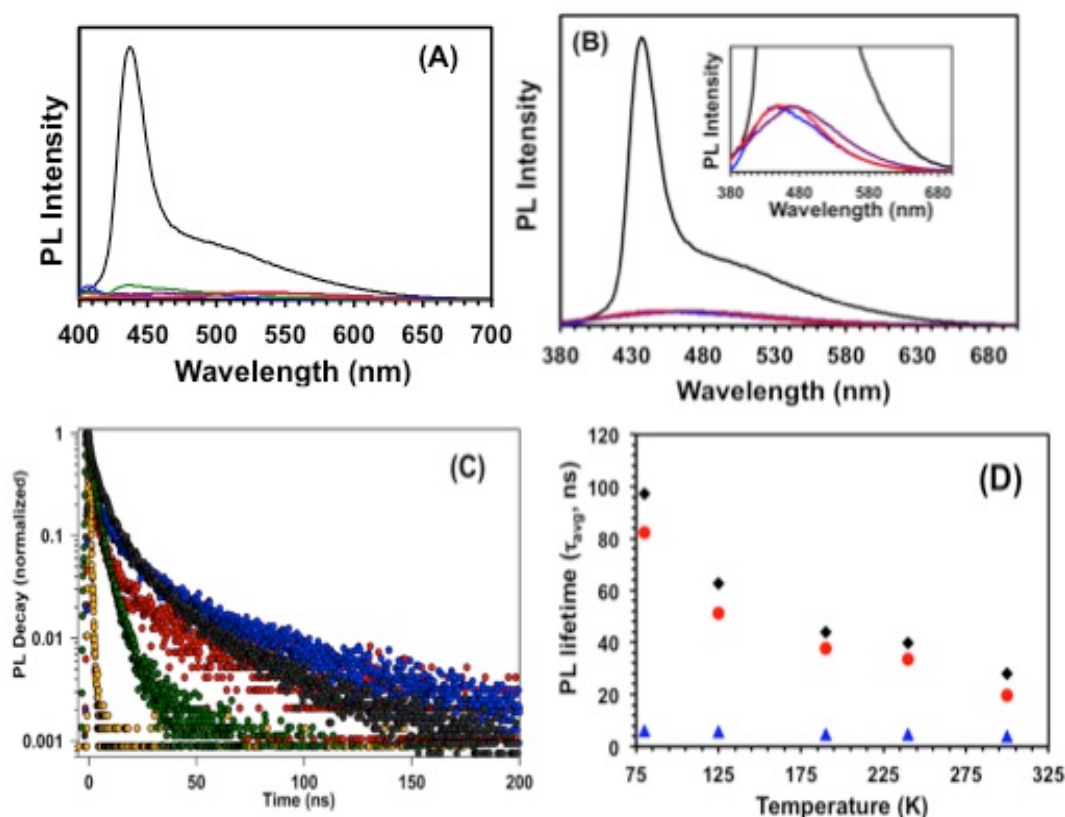 (A)
PL Intensity
400 450 500 550 600 650 700
Wavelength (nm)
(B)
PL Intensity
380 430 480 530 580 630 680
Wavelength (nm)
PL Intensity
380 480 580 680
Wavelength (nm)
(C)
PL Decay (normalized)
1
0.1
0.01
0.001
0 50 100 150 200
Time (ns)
(D)
PL lifetime (τavg, ns)
120
100
80
60
40
20
0
75 125 175 225 275 325
Temperature (K)